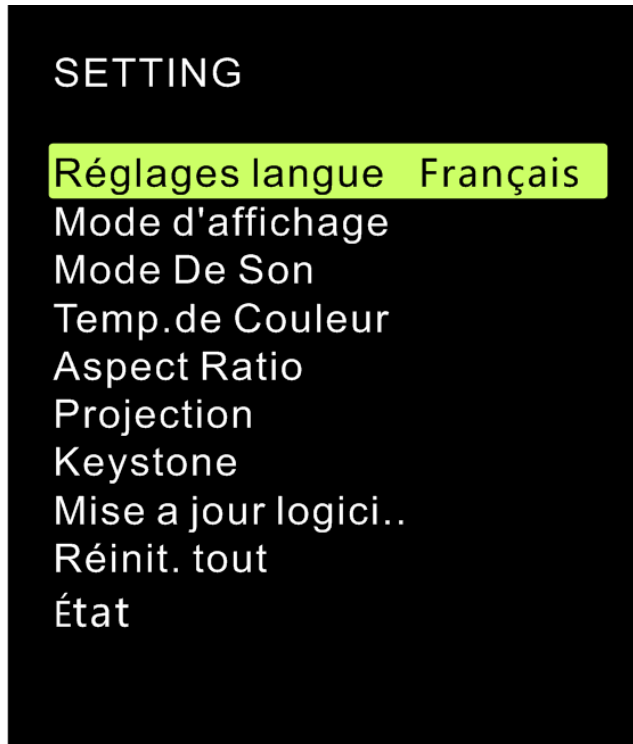 SETTING
Réglages langue Français
Mode d'affichage
Mode De Son
Temp.de Couleur
Aspect Ratio
Projection
Keystone
Mise a jour logici..
Réinit. tout
État